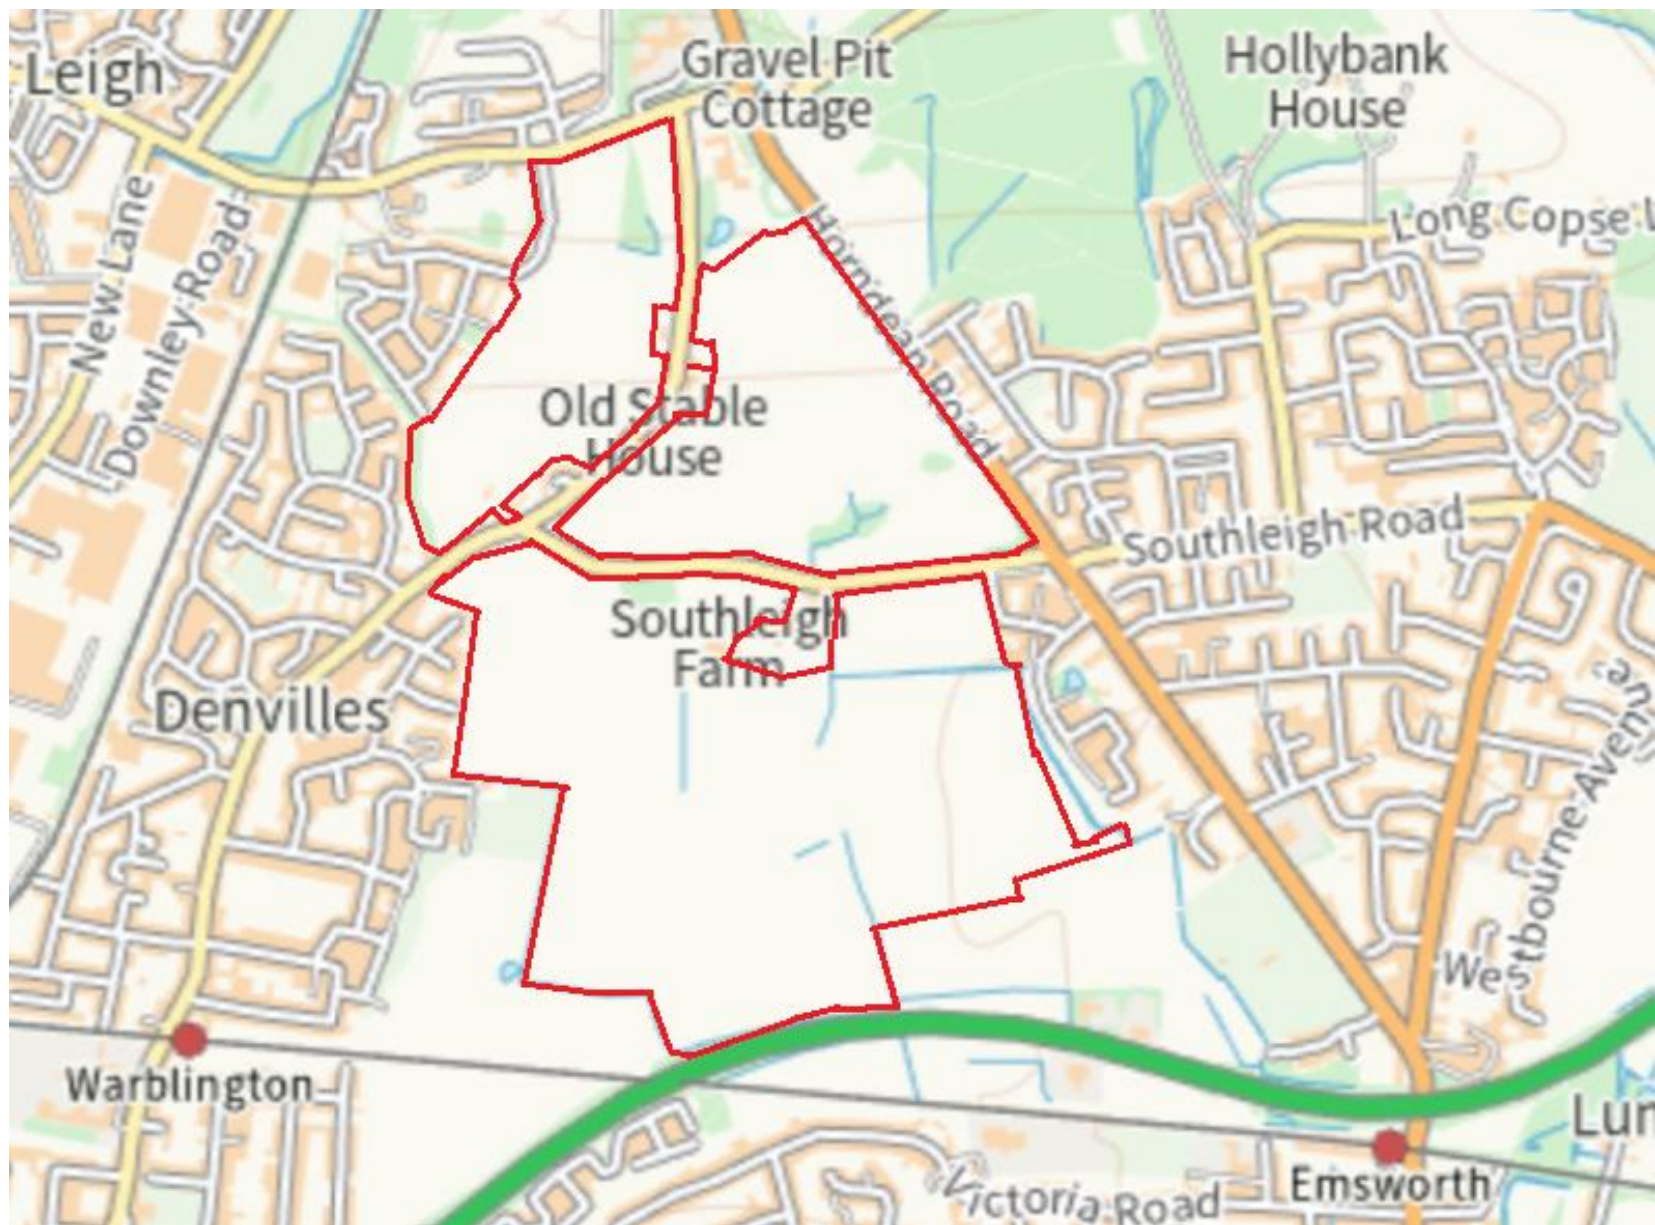 Leigh
Gravel Pit
Cottage
Hollybank
House
New Lane
Downley Road
Horndean Road
Long Copse L
Old Stable
House
Southleigh Road
Southleigh
Farm
Denvilles
Westbourne Avenue
Warblington
Emsworth
Lum
Victoria Road